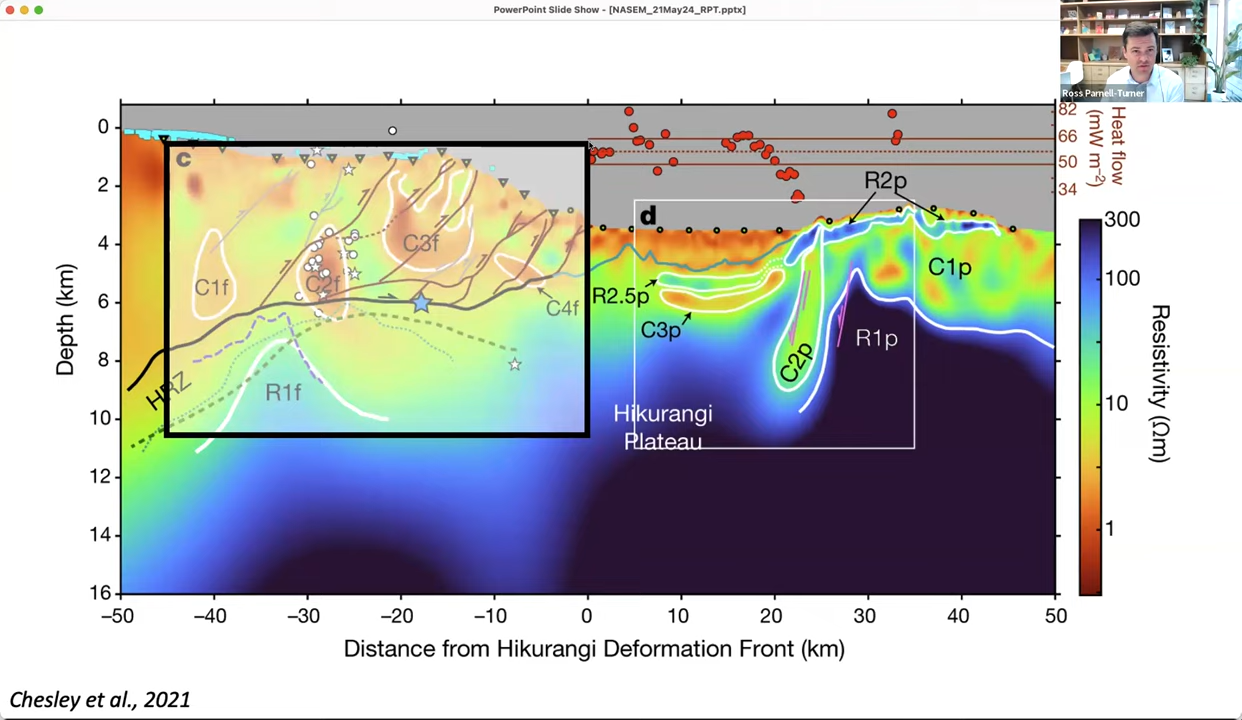 PowerPoint Slide Show - [NASEM_21May24_RPT.pptx]
Ross Parnell-Turner
82
66
50
34
Heat flow
(mW m⁻²)
0
2
4
6
8
10
12
14
16
Depth (km)
c
C1f
C2f
C3f
C4f
HRZ
R1f
d
R2p
R2.5p
C3p
C2p
R1p
C1p
Hikurangi
Plateau
300
100
10
1
Resistivity (Ωm)
−50
−40
−30
−20
−10
0
10
20
30
40
50
Distance from Hikurangi Deformation Front (km)
Chesley et al., 2021